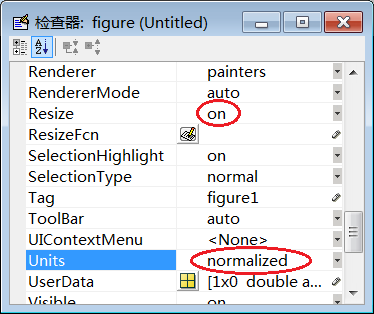 检查器: figure (Untitled)
Renderer painters
RendererMode auto
Resize on
ResizeFcn
SelectionHighlight on
SelectionType normal
Tag figure1
ToolBar auto
UIContextMenu <None>
Units normalized
UserData [1x0 double a...
Visible on